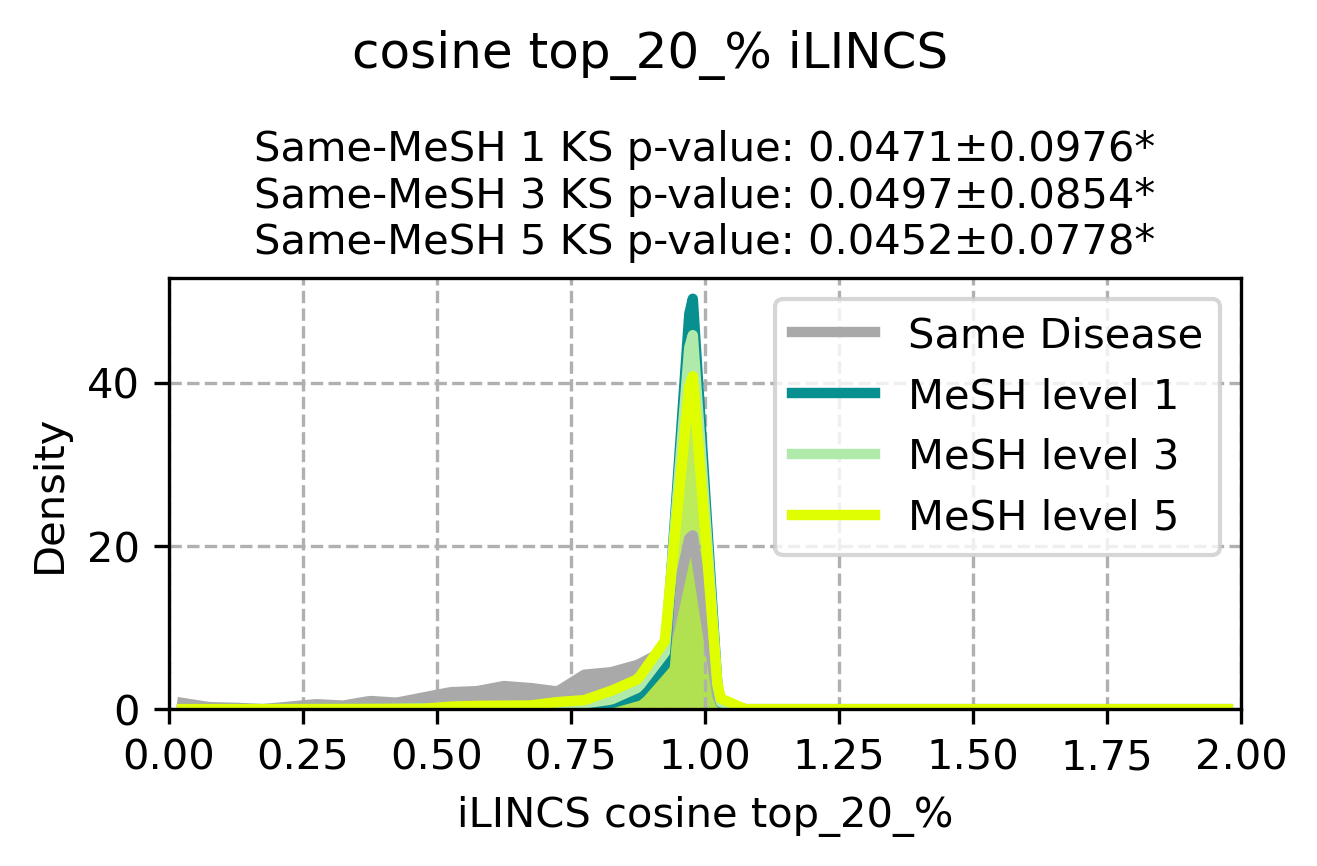 cosine top_20_% iLINCS
Same-MeSH 1 KS p-value: 0.0471±0.0976*
Same-MeSH 3 KS p-value: 0.0497±0.0854*
Same-MeSH 5 KS p-value: 0.0452±0.0778*
Same Disease
MeSH level 1
MeSH level 3
MeSH level 5
Density
40
20
0
0.00 0.25 0.50 0.75 1.00 1.25 1.50 1.75 2.00
iLINCS cosine top_20_%